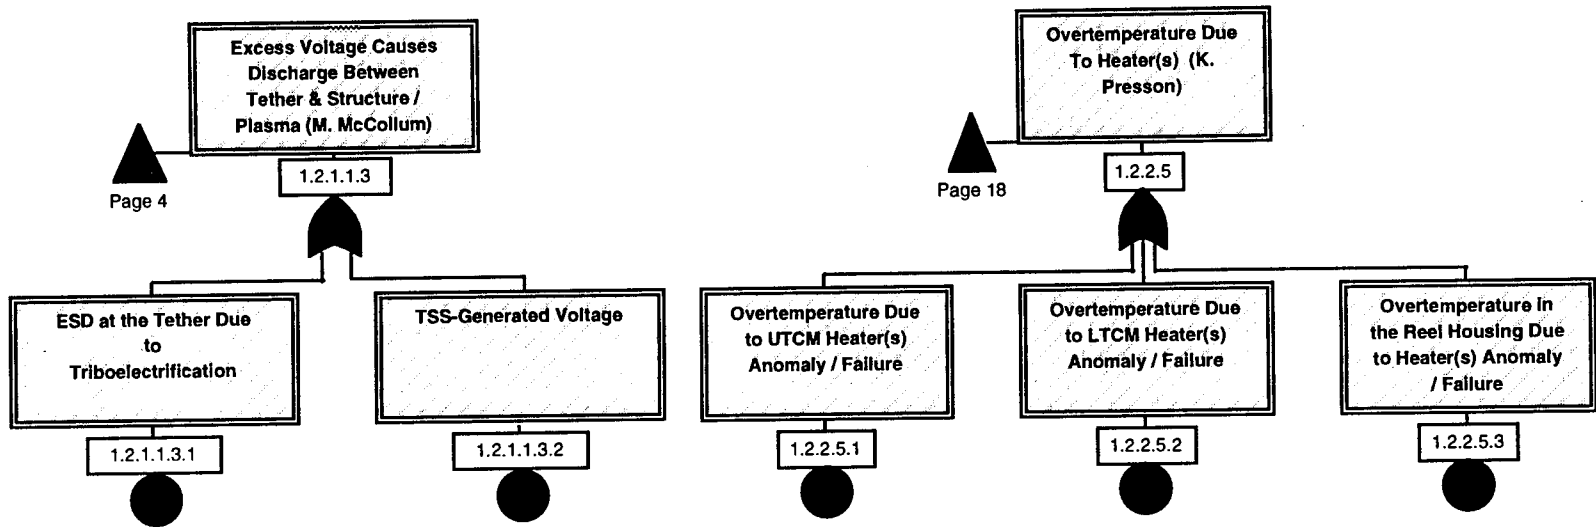 Excess Voltage Causes
Discharge Between
Tether & Structure /
Plasma (M. McCollum)
1.2.1.1.3
Page 4
ESD at the Tether Due
to
Triboelectrification
1.2.1.1.3.1
TSS-Generated Voltage
1.2.1.1.3.2
Overtemperature Due
To Heater(s) (K.
Presson)
1.2.2.5
Page 18
Overtemperature Due
to UTCM Heater(s)
Anomaly / Failure
1.2.2.5.1
Overtemperature Due
to LTCM Heater(s)
Anomaly / Failure
1.2.2.5.2
Overtemperature in
the Reel Housing Due
to Heater(s) Anomaly
/ Failure
1.2.2.5.3